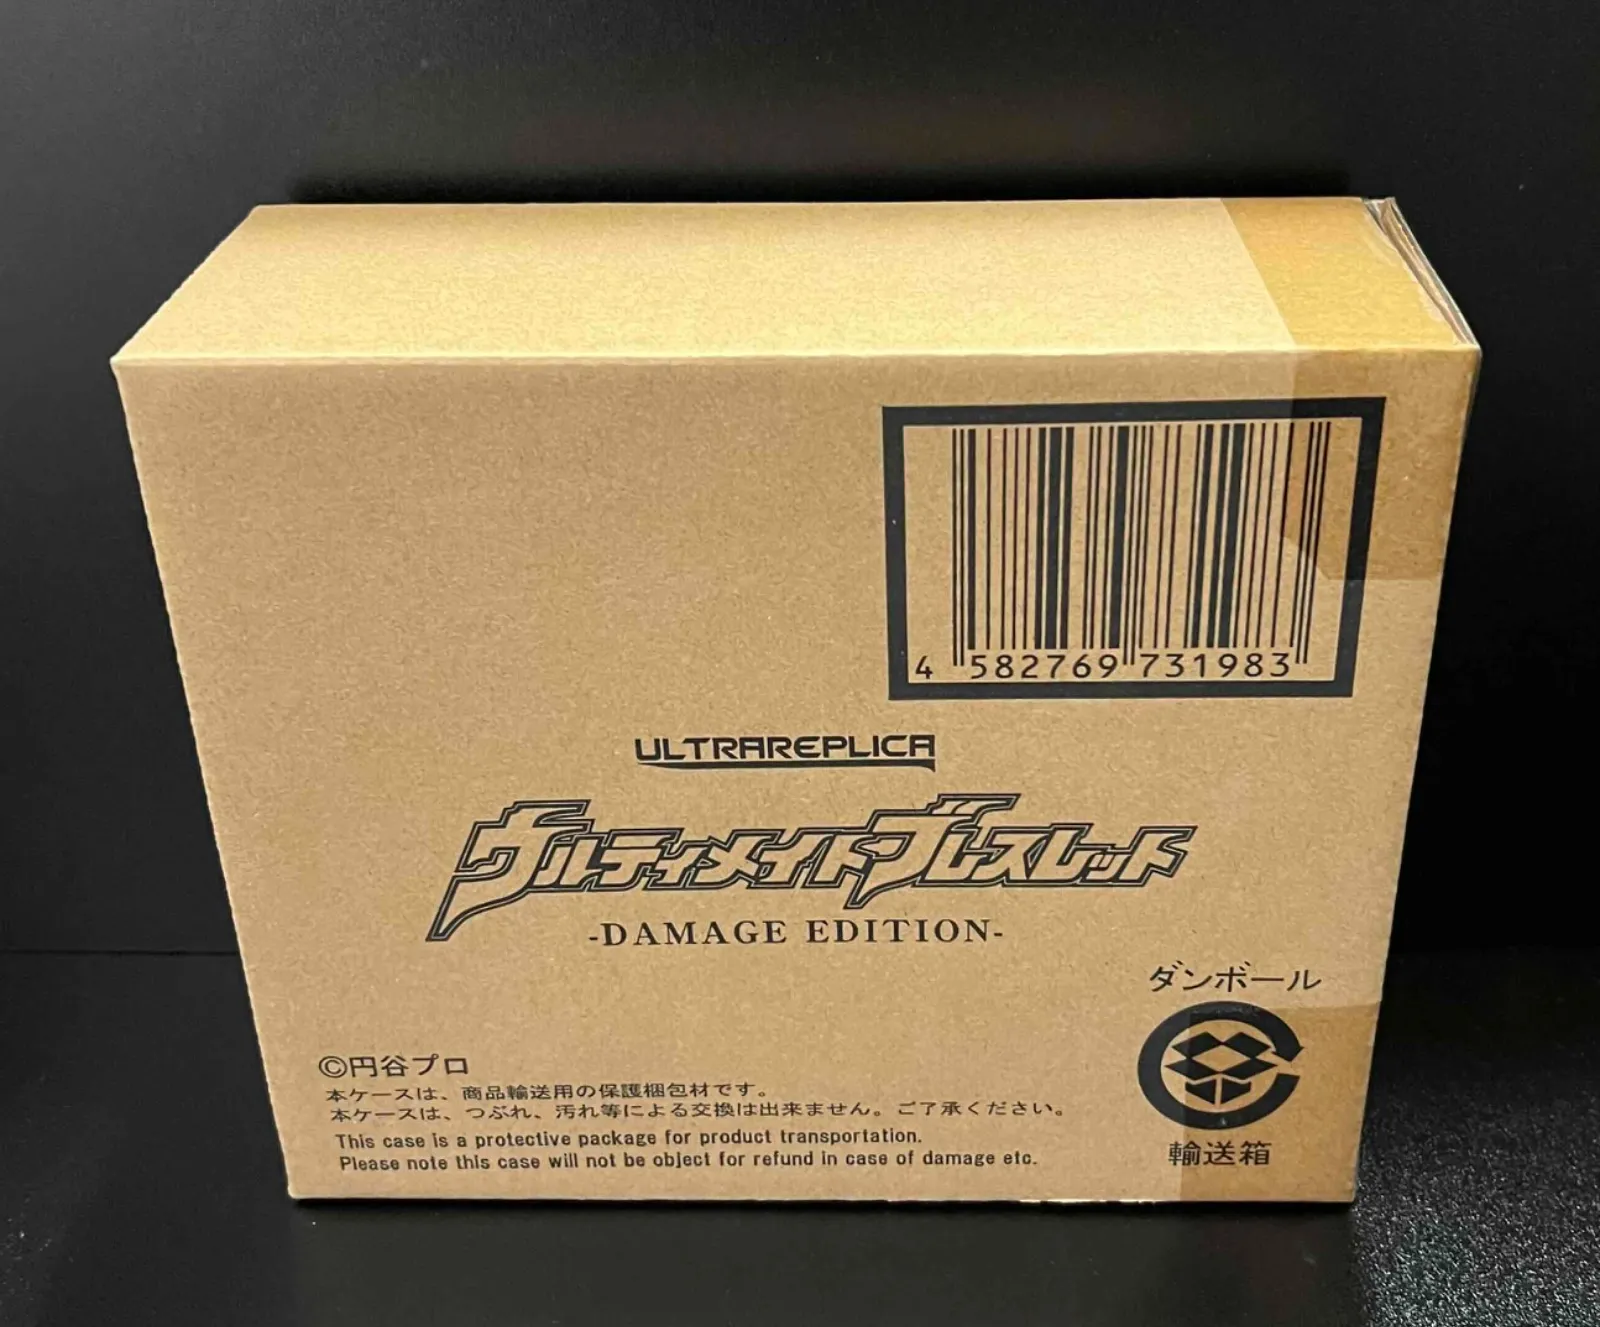 4 582769 731983
ULTRAREPLICA
ウルティメイトブレスレット
-DAMAGE EDITION-
ダンボール
輸送箱
©円谷プロ
本ケースは、商品輸送用の保護梱包材です。
本ケースは、つぶれ、汚れ等による交換は出来ません。ご了承ください。
This case is a protective package for product transportation.
Please note this case will not be object for refund in case of damage etc.